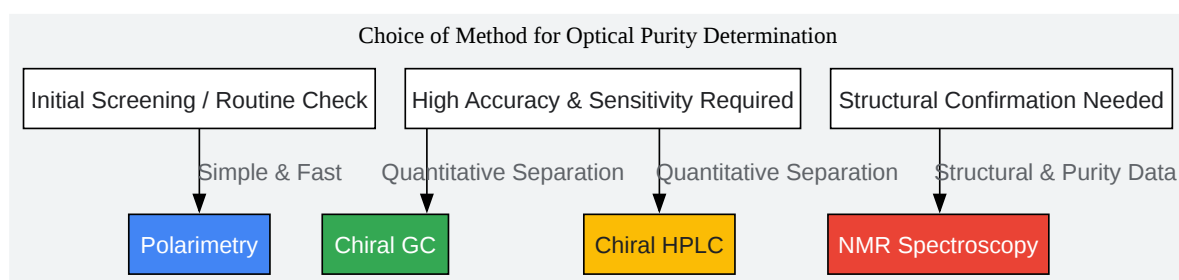 Choice of Method for Optical Purity Determination
Initial Screening / Routine Check
High Accuracy & Sensitivity Required
Structural Confirmation Needed
Simple & Fast
Quantitative Separation
Quantitative Separation
Structural & Purity Data
Polarimetry
Chiral GC
Chiral HPLC
NMR Spectroscopy